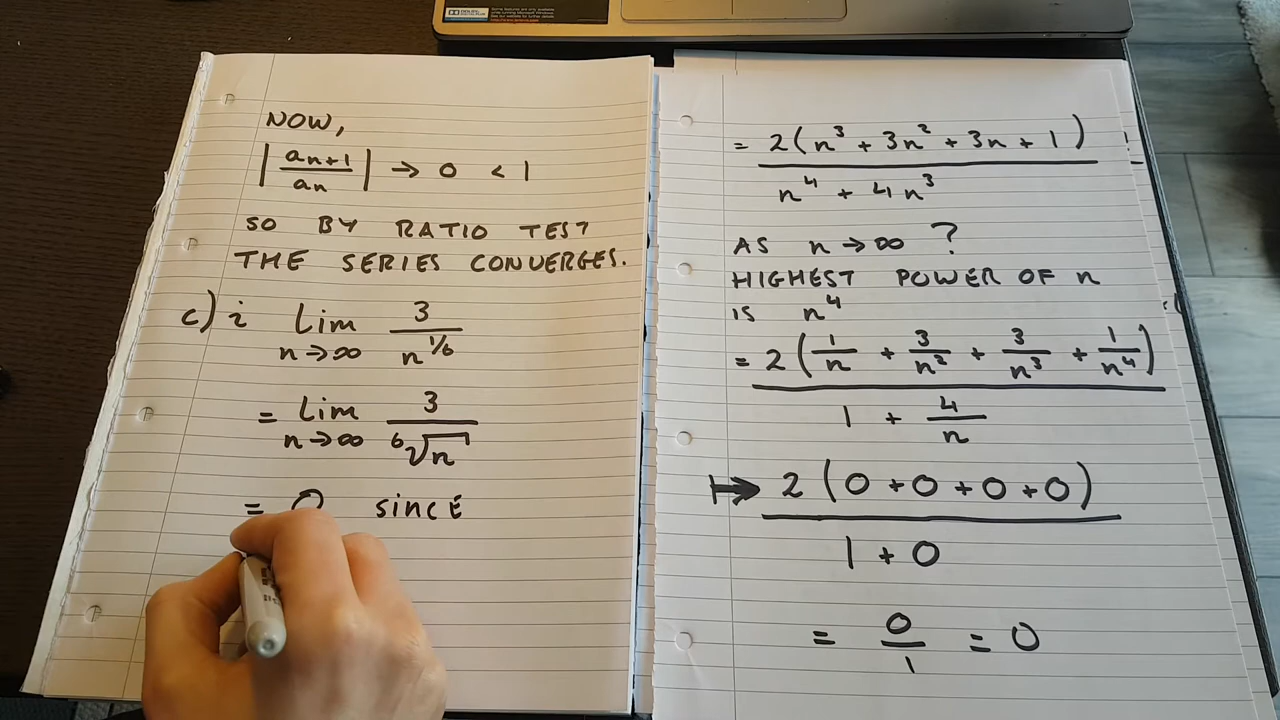 NOW,
| an+1 / an | → 0 < 1
SO BY RATIO TEST
THE SERIES CONVERGES.
c) i Lim n→∞ 3 / n^1/6
= Lim n→∞ 3 / ⁶√n
= 0 since
= 2(n³ + 3n² + 3n + 1) / n⁴ + 4n³
AS n → ∞ ?
HIGHEST POWER OF n
IS n⁴
= 2(1/n + 3/n² + 3/n³ + 1/n⁴) / 1 + 4/n
↦ 2(0 + 0 + 0 + 0) / 1 + 0
= 0/1 = 0